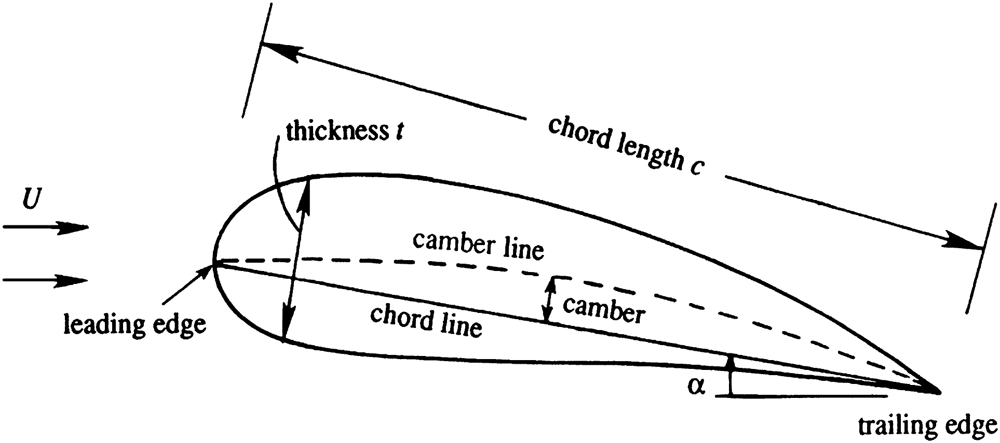 thickness t
chord length c
U
camber line
camber
chord line
leading edge
α
trailing edge